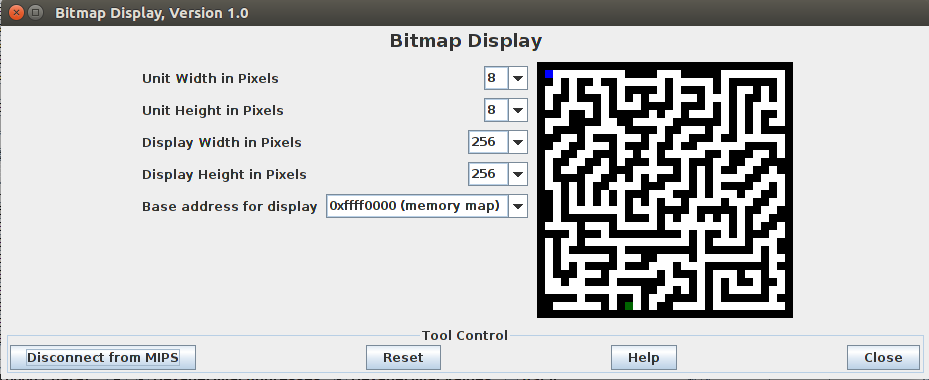 Bitmap Display, Version 1.0
Bitmap Display
Unit Width in Pixels 8
Unit Height in Pixels 8
Display Width in Pixels 256
Display Height in Pixels 256
Base address for display 0xffff0000 (memory map)
Tool Control
Disconnect from MIPS Reset Help Close